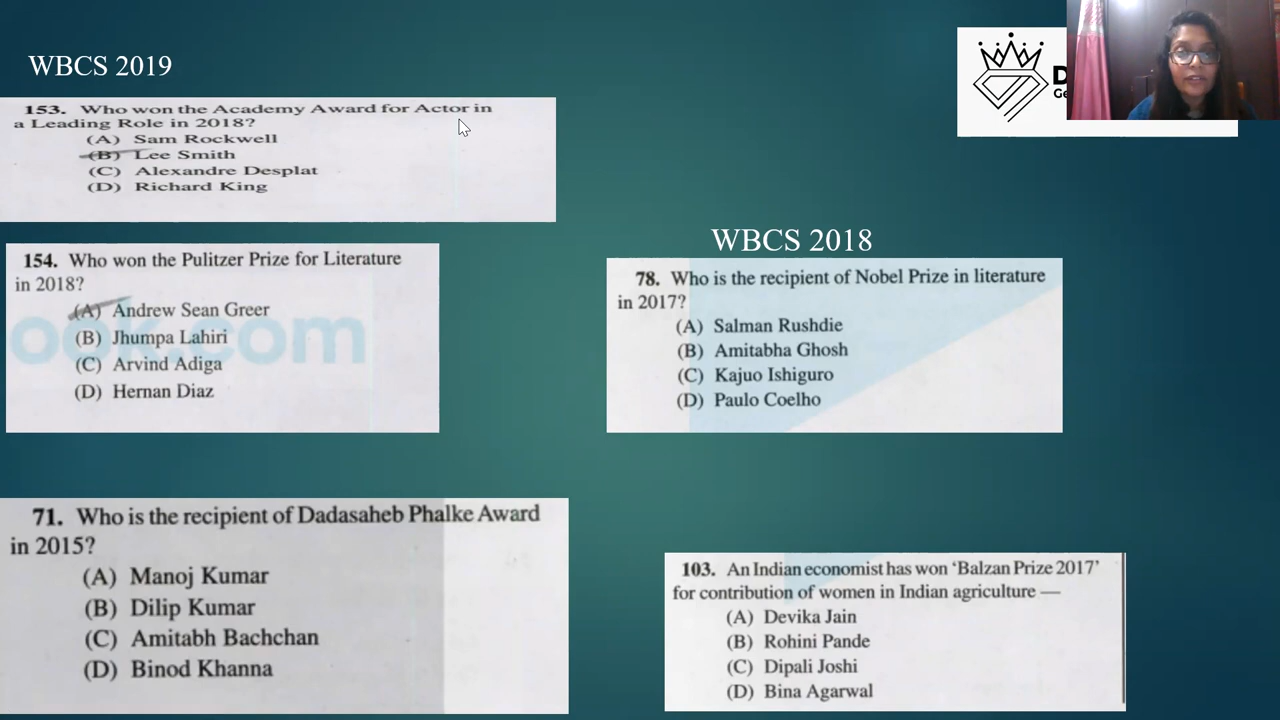 WBCS 2019
153. Who won the Academy Award for Actor in
a Leading Role in 2018?
(A) Sam Rockwell
(B) Lee Smith
(C) Alexandre Desplat
(D) Richard King
154. Who won the Pulitzer Prize for Literature
in 2018?
(A) Andrew Sean Greer
(B) Jhumpa Lahiri
(C) Arvind Adiga
(D) Hernan Diaz
ook.com
71. Who is the recipient of Dadasaheb Phalke Award
in 2015?
(A) Manoj Kumar
(B) Dilip Kumar
(C) Amitabh Bachchan
(D) Binod Khanna
WBCS 2018
78. Who is the recipient of Nobel Prize in literature
in 2017?
(A) Salman Rushdie
(B) Amitabha Ghosh
(C) Kajuo Ishiguro
(D) Paulo Coelho
103. An Indian economist has won ‘Balzan Prize 2017’
for contribution of women in Indian agriculture —
(A) Devika Jain
(B) Rohini Pande
(C) Dipali Joshi
(D) Bina Agarwal